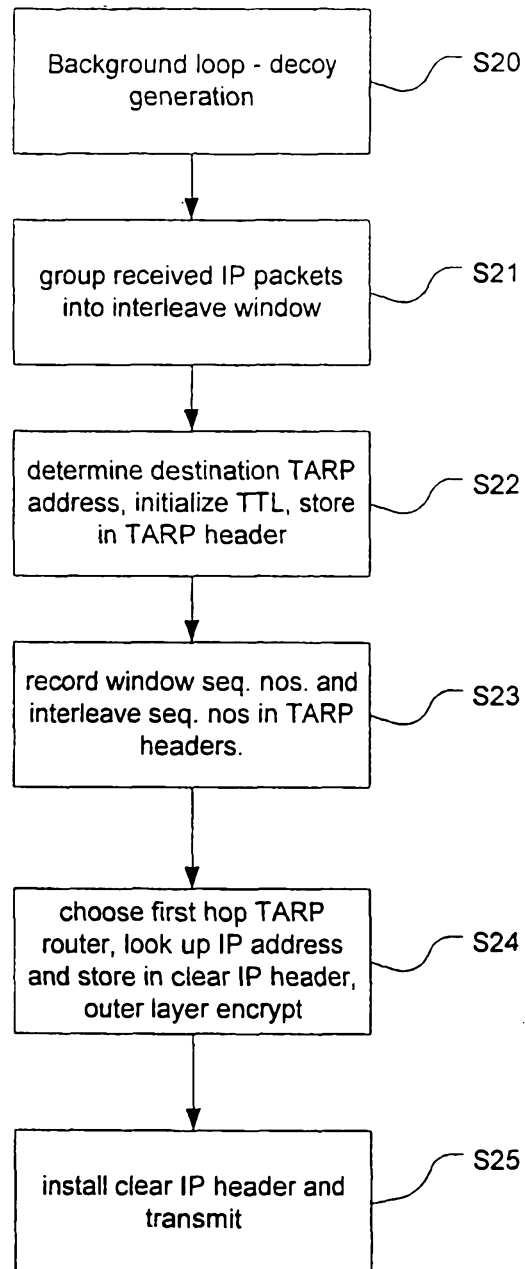 Background loop - decoy
generation
S20
group received IP packets
into interleave window
S21
determine destination TARP
address, initialize TTL, store
in TARP header
S22
record window seq. nos. and
interleave seq. nos in TARP
headers.
S23
choose first hop TARP
router, look up IP address
and store in clear IP header,
outer layer encrypt
S24
install clear IP header and
transmit
S25